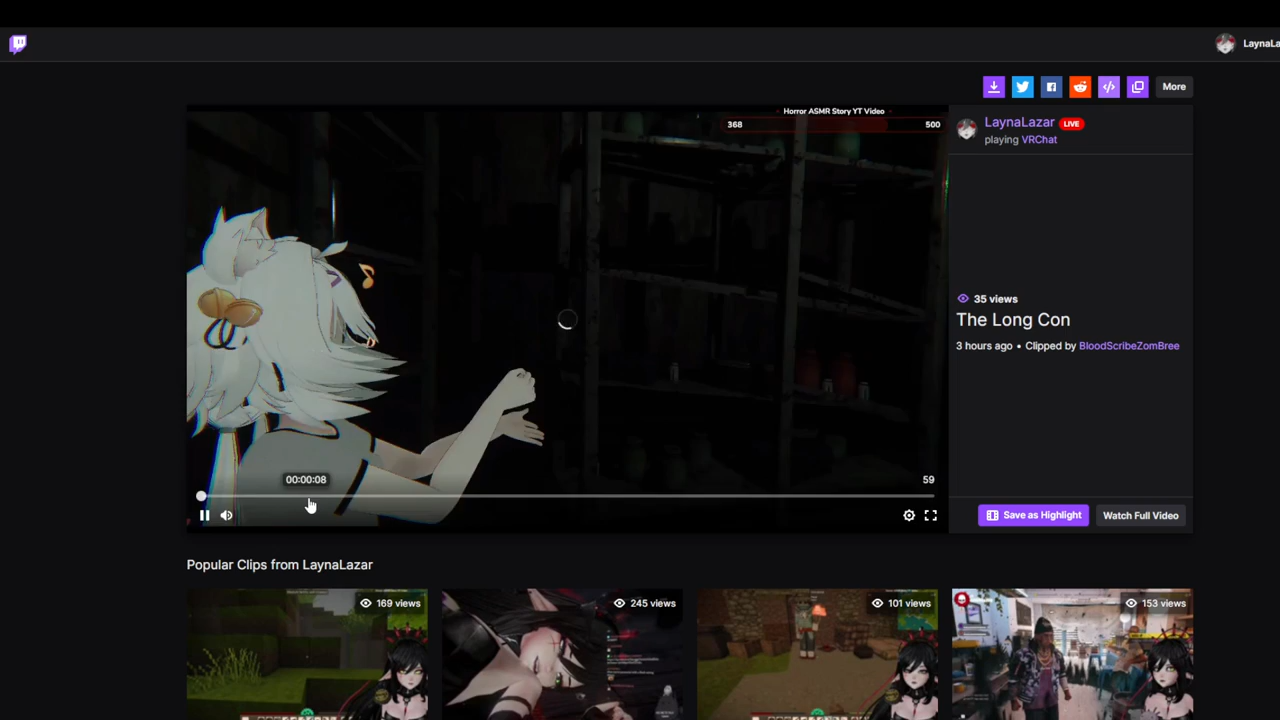 LaynaLa
More
Horror ASMR Story YT Video
368 500
LaynaLazar LIVE
playing VRChat
35 views
The Long Con
3 hours ago • Clipped by BloodScribeZomBree
00:00:08
59
Save as Highlight
Watch Full Video
Popular Clips from LaynaLazar
169 views
245 views
101 views
153 views